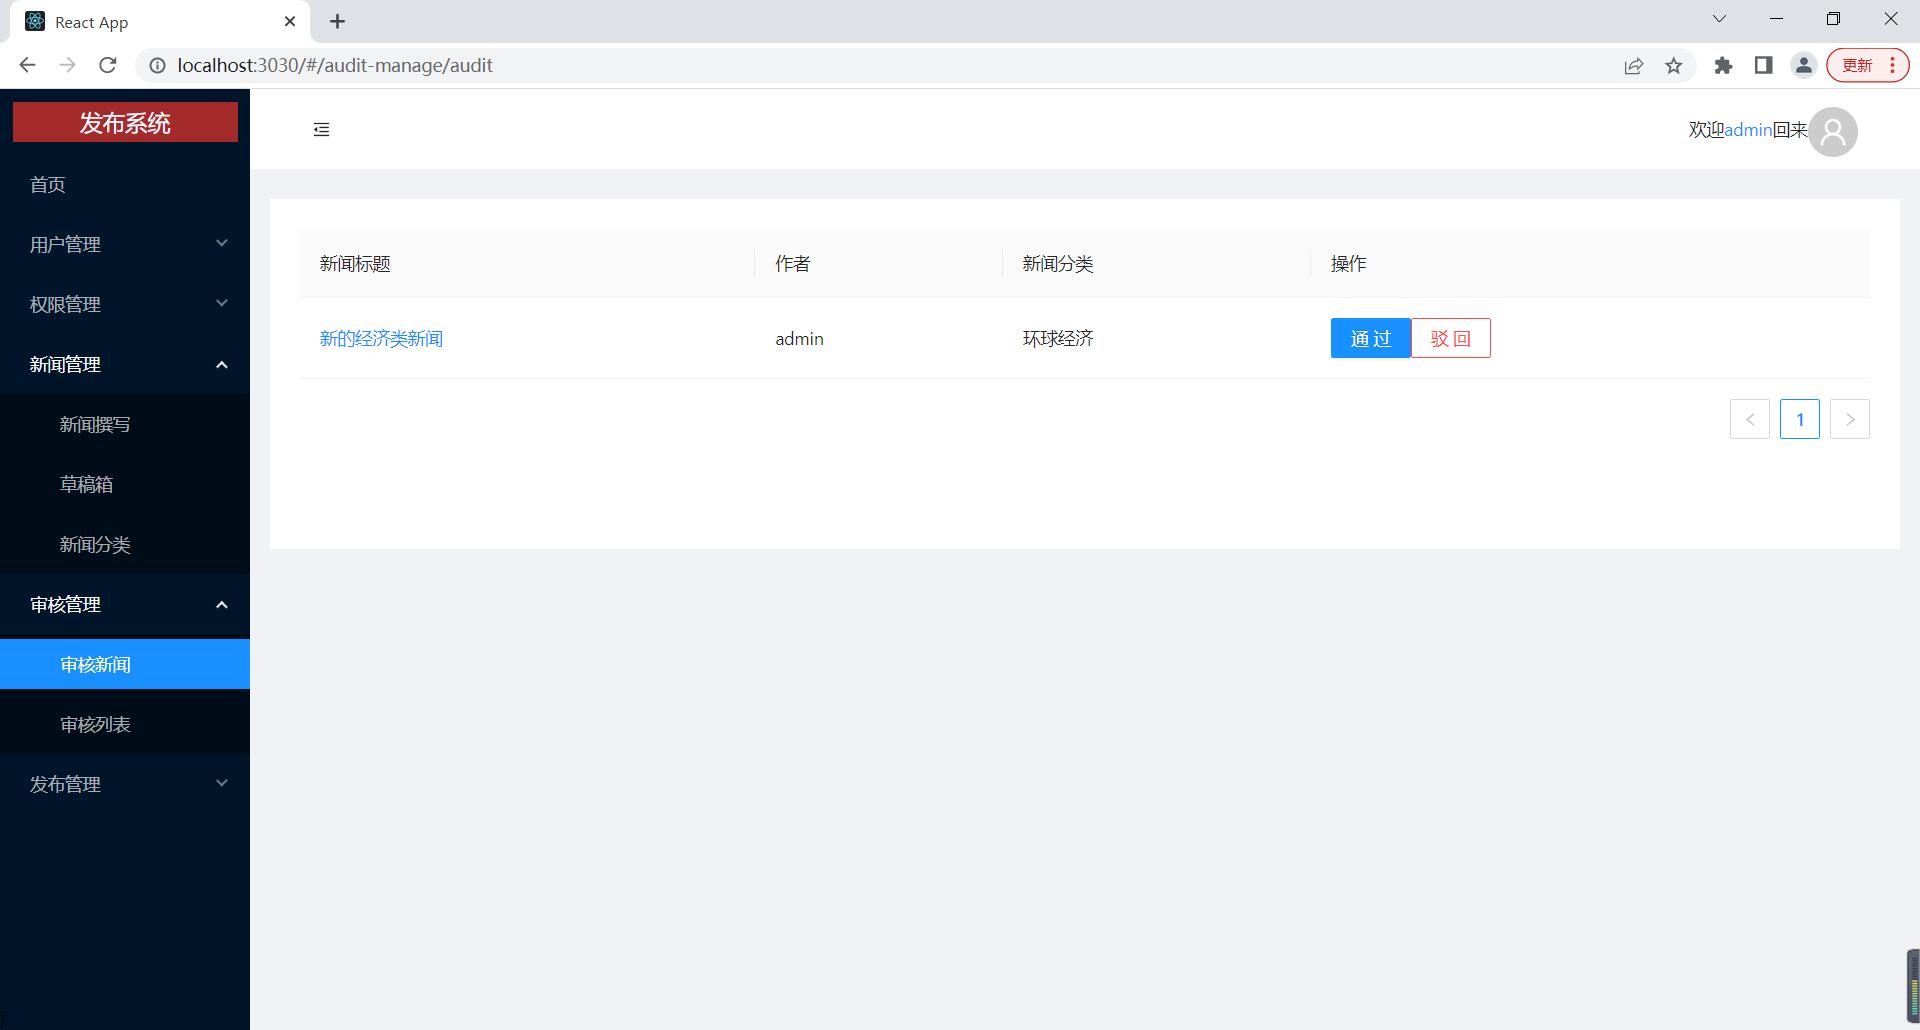 React App
localhost:3030/#/audit-manage/audit
更新
发布系统
欢迎admin回来
首页
用户管理
权限管理
新闻管理
新闻撰写
草稿箱
新闻分类
审核管理
审核新闻
审核列表
发布管理
新闻标题 作者 新闻分类 操作
新的经济类新闻 admin 环球经济 通 过 驳 回
1